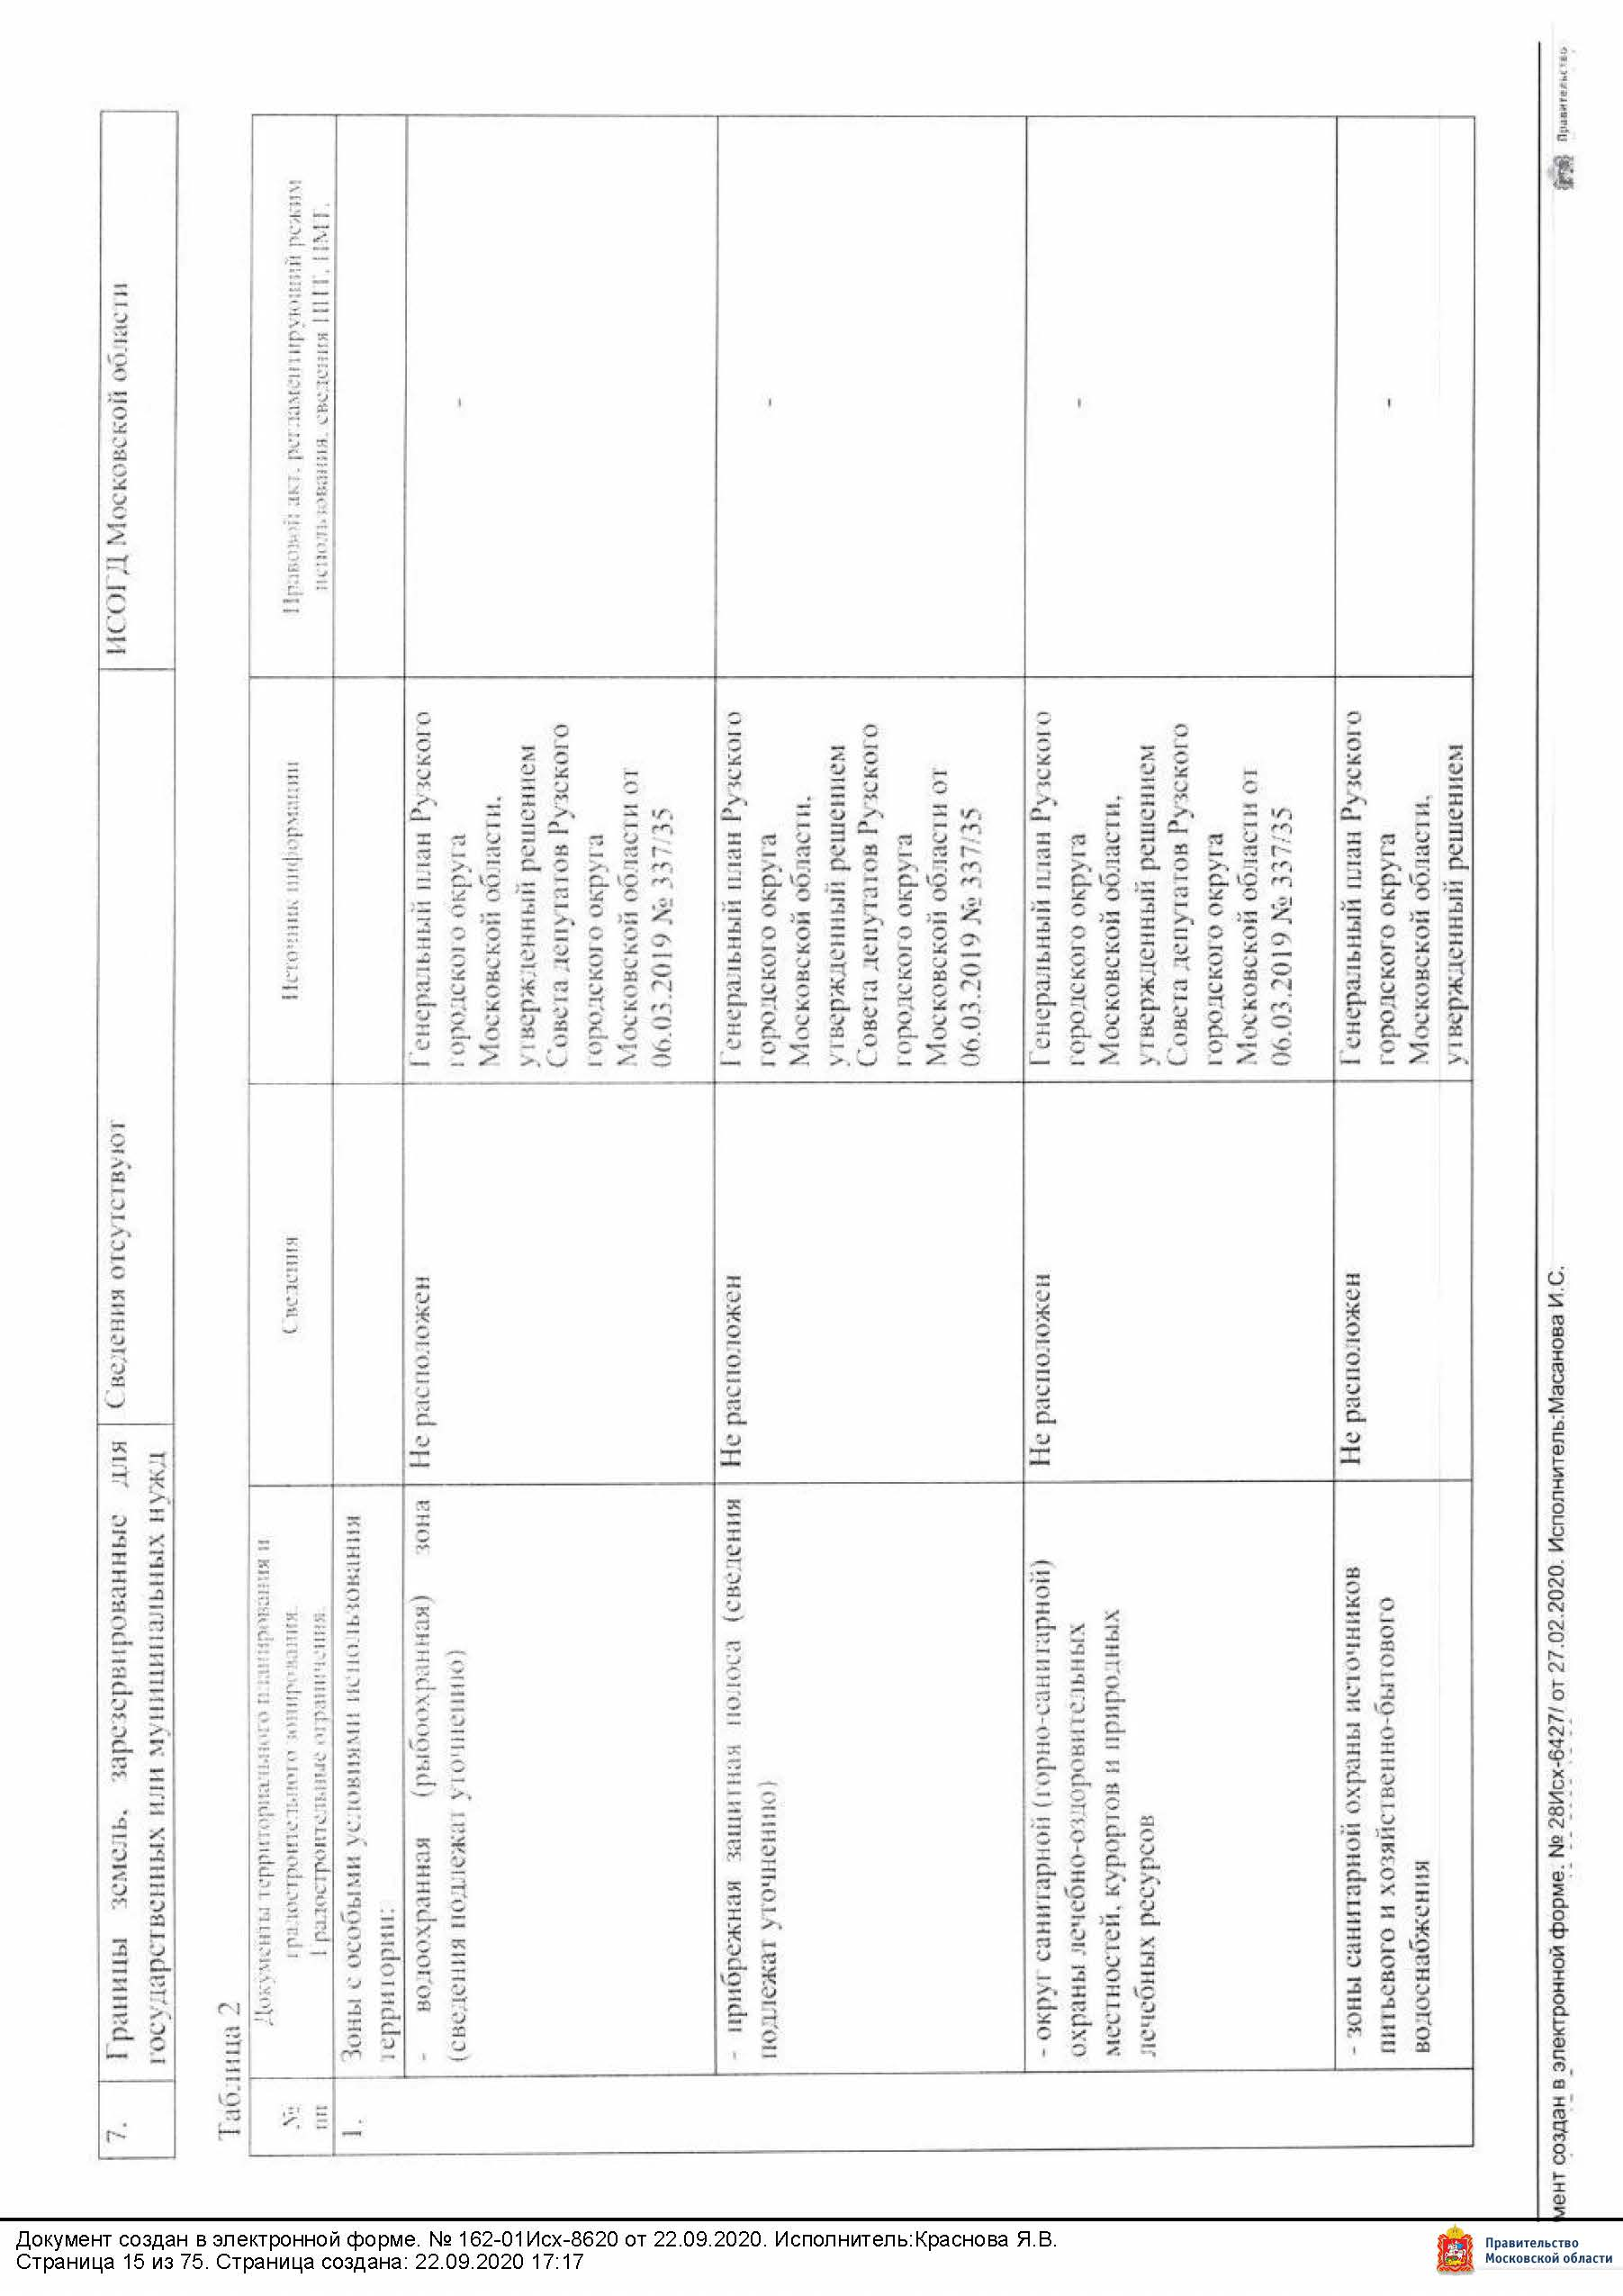 7.
Границы земель, зарезервированные для
государственных или муниципальных нужд
Сведения отсутствуют
ИСОГД Московской области
Таблица 2
№
пп
Документы территориального планирования и
градостроительного зонирования.
Градостроительные ограничения.
Сведения
Источник информации
Правовой акт, регламентирующий режим
использования, сведения ППТ, ПМТ.
1.
Зоны с особыми условиями использования
территории:
- водоохранная (рыбоохранная) зона
(сведения подлежат уточнению)
Не расположен
Генеральный план Рузского
городского округа
Московской области,
утвержденный решением
Совета депутатов Рузского
городского округа
Московской области от
06.03.2019 № 337/35
-
- прибрежная защитная полоса (сведения
подлежат уточнению)
Не расположен
Генеральный план Рузского
городского округа
Московской области,
утвержденный решением
Совета депутатов Рузского
городского округа
Московской области от
06.03.2019 № 337/35
-
- округ санитарной (горно-санитарной)
охраны лечебно-оздоровительных
местностей, курортов и природных
лечебных ресурсов
Не расположен
Генеральный план Рузского
городского округа
Московской области,
утвержденный решением
Совета депутатов Рузского
городского округа
Московской области от
06.03.2019 № 337/35
-
- зоны санитарной охраны источников
питьевого и хозяйственно-бытового
водоснабжения
Не расположен
Генеральный план Рузского
городского округа
Московской области,
утвержденный решением
-
мент создан в электронной форме. № 28Исх-6427/ от 27.02.2020. Исполнитель:Масанова И.С.
Правительство
Документ создан в электронной форме. № 162-01Исх-8620 от 22.09.2020. Исполнитель:Краснова Я.В.
Страница 15 из 75. Страница создана: 22.09.2020 17:17
Правительство
Московской области